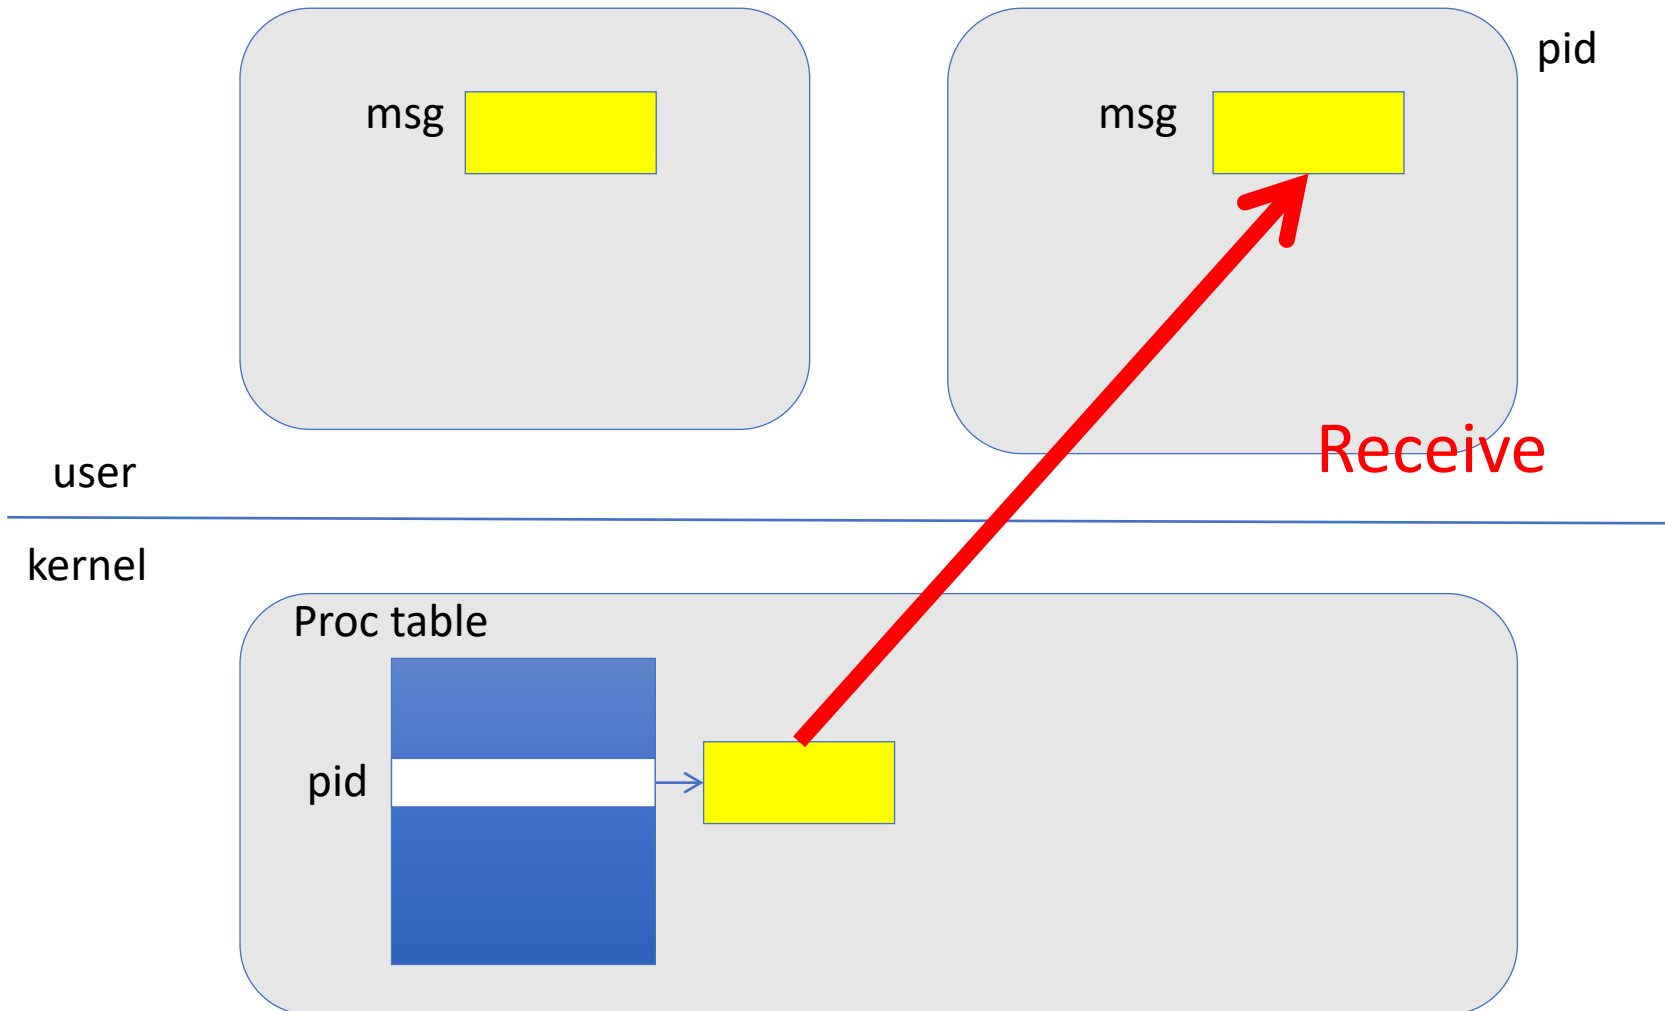 pid
msg
msg
Receive
user
kernel
Proc table
pid